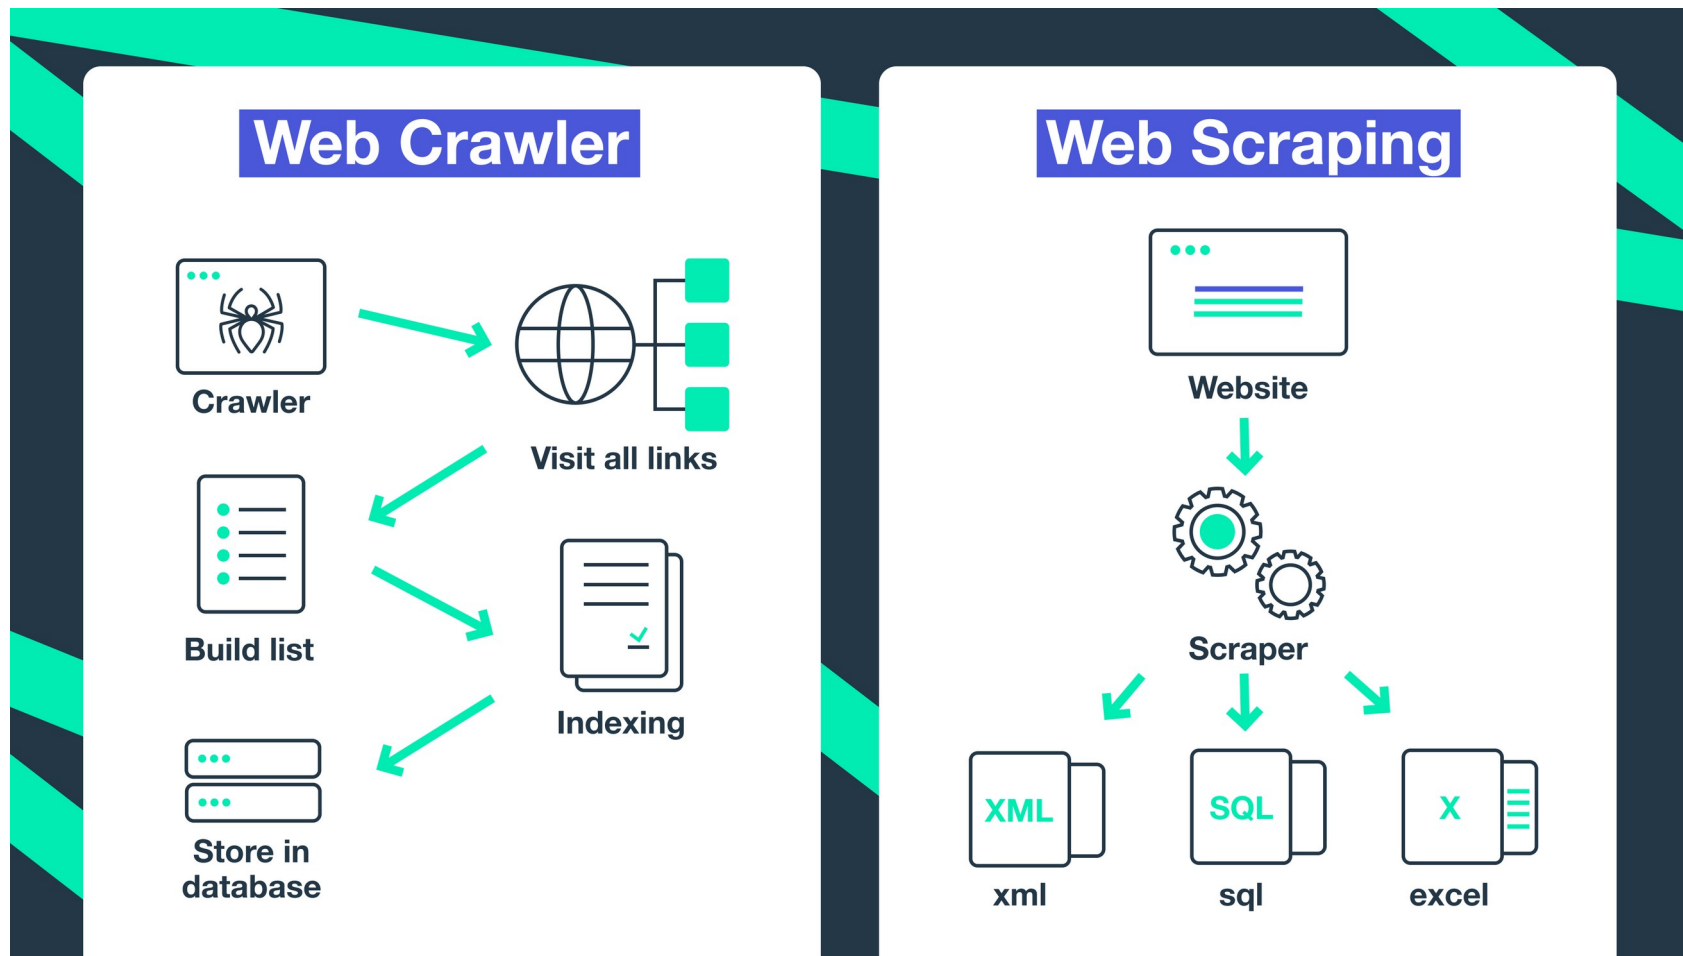 Web Crawler
Crawler
Visit all links
Build list
Indexing
Store in
database
Web Scraping
Website
Scraper
XML
SQL
X
xml
sql
excel